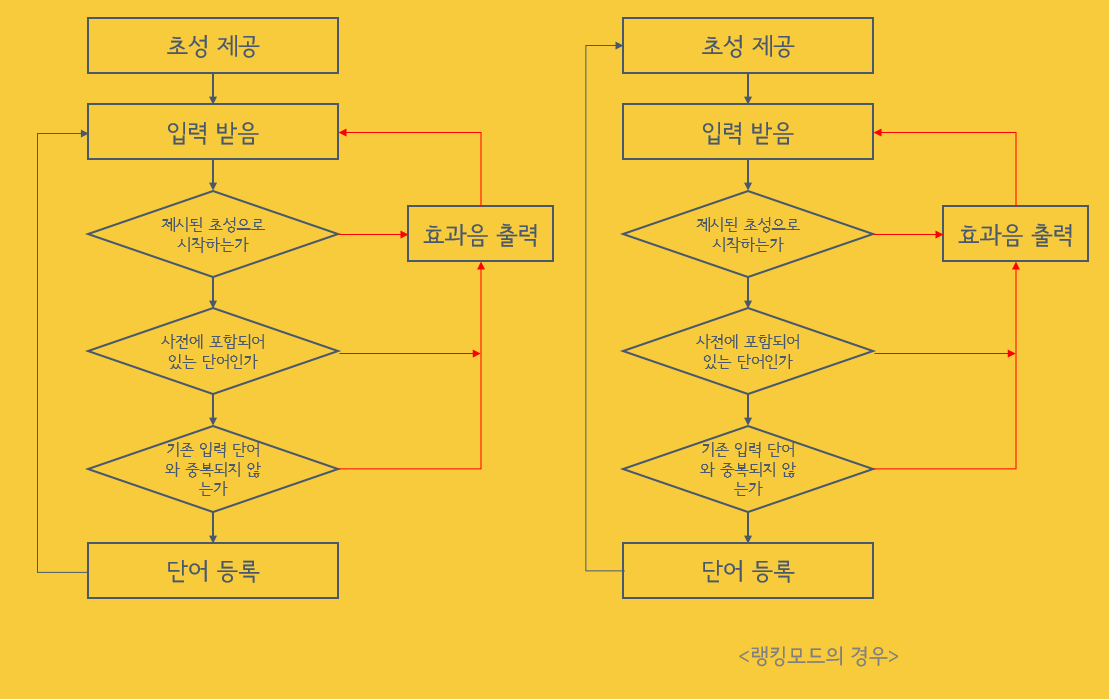 초성 제공
입력 받음
제시된 초성으로
시작하는가
효과음 출력
사전에 포함되어
있는 단어인가
기존 입력 단어
와 중복되지 않
는가
단어 등록
초성 제공
입력 받음
제시된 초성으로
시작하는가
효과음 출력
사전에 포함되어
있는 단어인가
기존 입력 단어
와 중복되지 않
는가
단어 등록
<랭킹모드의 경우>